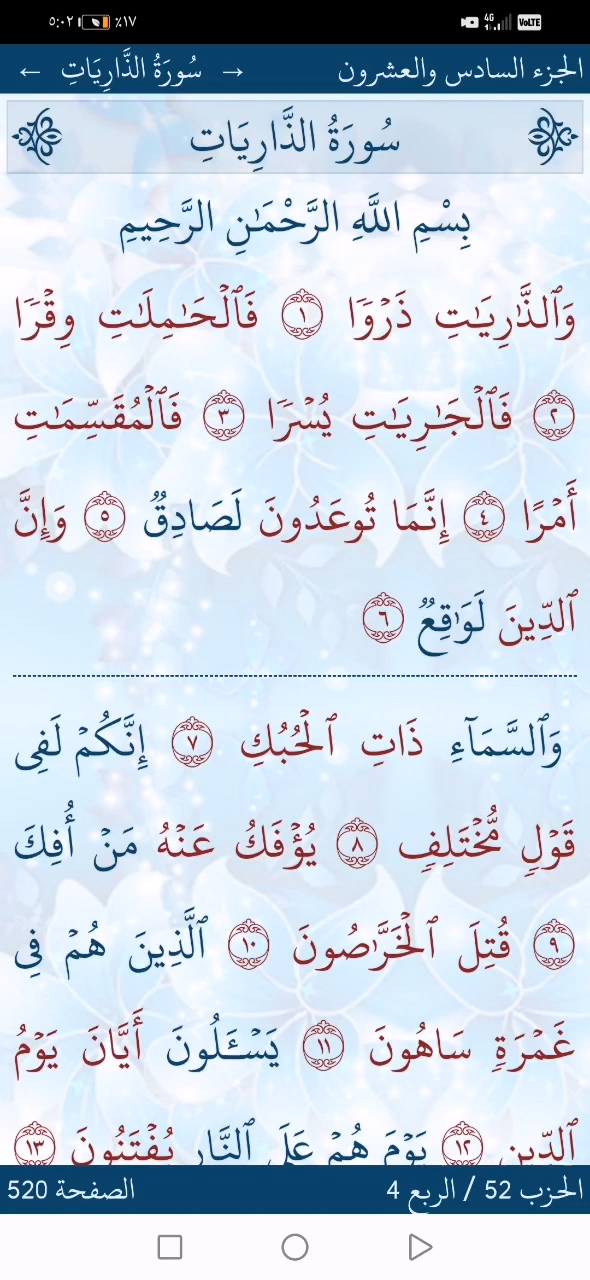 ٥:٠٢ ٪١٧ 4G VoLTE
الجزء السادس والعشرون → سُورَةُ الذَّارِيَاتِ ←
سُورَةُ الذَّارِيَاتِ
بِسْمِ اللَّهِ الرَّحْمَٰنِ الرَّحِيمِ
وَٱلذَّٰرِيَٰتِ ذَرْوًا ١ فَٱلْحَٰمِلَٰتِ وِقْرًا
٢ فَٱلْجَٰرِيَٰتِ يُسْرًا ٣ فَٱلْمُقَسِّمَٰتِ
أَمْرًا ٤ إِنَّمَا تُوعَدُونَ لَصَادِقٌ ٥ وَإِنَّ
ٱلدِّينَ لَوَٰقِعٌ ٦
وَٱلسَّمَآءِ ذَاتِ ٱلْحُبُكِ ٧ إِنَّكُمْ لَفِى
قَوْلٍ مُّخْتَلِفٍ ٨ يُؤْفَكُ عَنْهُ مَنْ أُفِكَ
٩ قُتِلَ ٱلْخَرَّٰصُونَ ١٠ ٱلَّذِينَ هُمْ فِى
غَمْرَةٍ سَاهُونَ ١١ يَسْـَٔلُونَ أَيَّانَ يَوْمُ
ٱلدِّينِ ١٢ يَوْمَ هُمْ عَلَى ٱلنَّارِ يُفْتَنُونَ ١٣
الحزب 52 / الربع 4 الصفحة 520